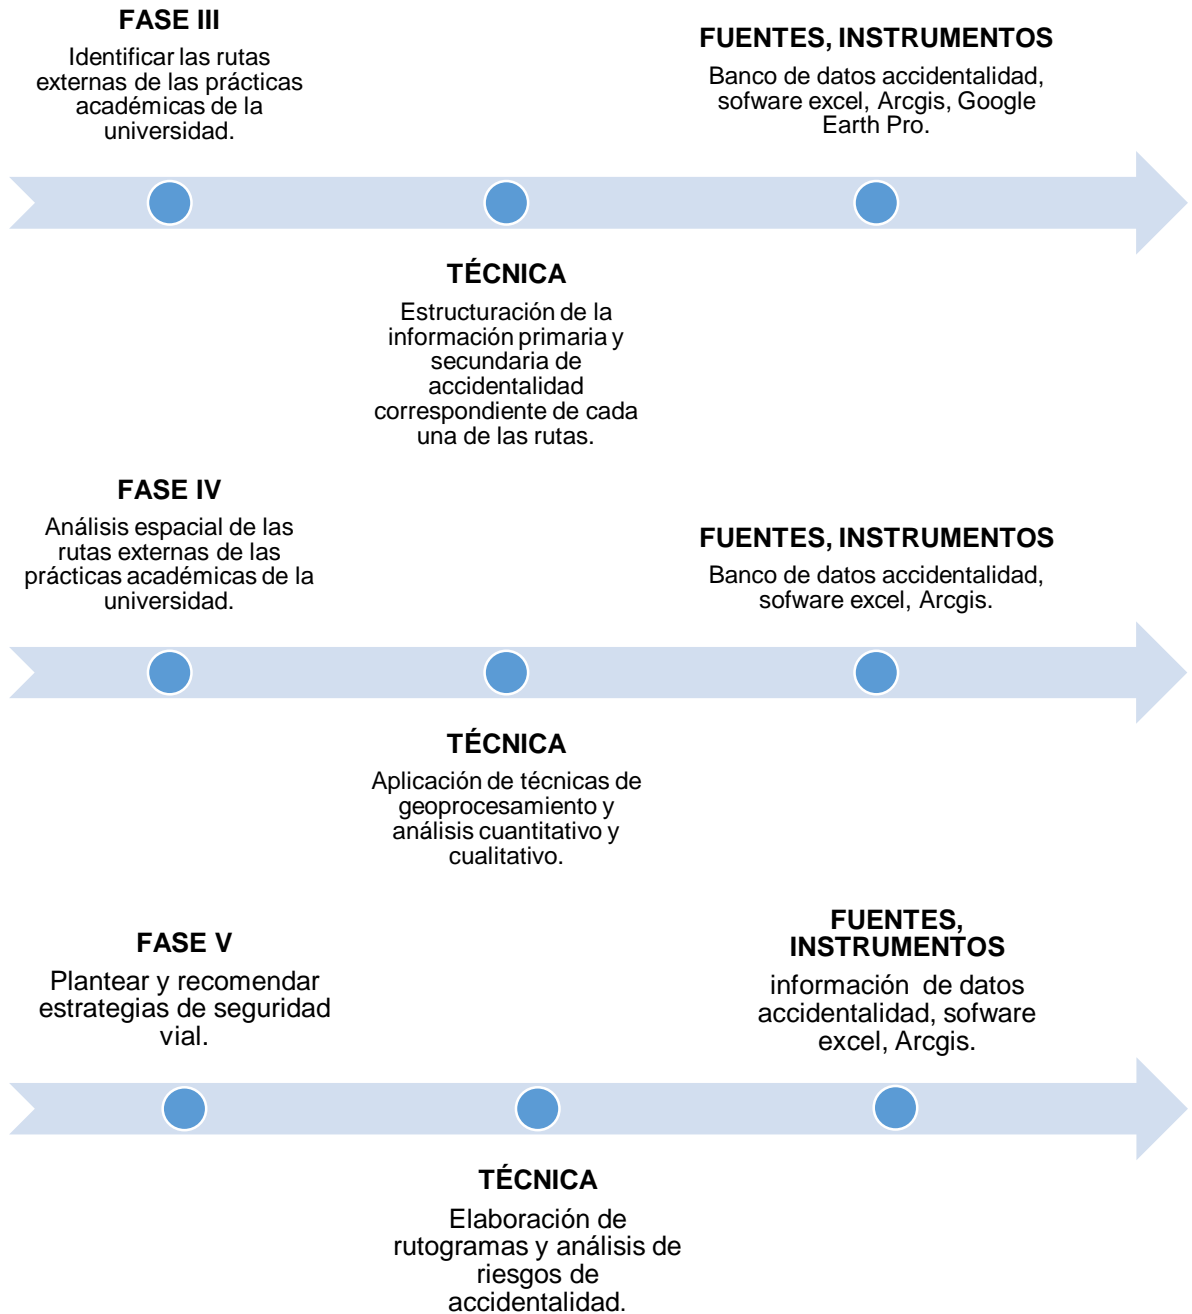 FASE III
Identificar las rutas
externas de las prácticas
académicas de la
universidad.
FUENTES, INSTRUMENTOS
Banco de datos accidentalidad,
sofware excel, Arcgis, Google
Earth Pro.
TÉCNICA
Estructuración de la
información primaria y
secundaria de
accidentalidad
correspondiente de cada
una de las rutas.
FASE IV
Análisis espacial de las
rutas externas de las
prácticas académicas de la
universidad.
FUENTES, INSTRUMENTOS
Banco de datos accidentalidad,
sofware excel, Arcgis.
TÉCNICA
Aplicación de técnicas de
geoprocesamiento y
análisis cuantitativo y
cualitativo.
FASE V
Plantear y recomendar
estrategias de seguridad
vial.
FUENTES,
INSTRUMENTOS
información de datos
accidentalidad, sofware
excel, Arcgis.
TÉCNICA
Elaboración de
rutogramas y análisis de
riesgos de
accidentalidad.